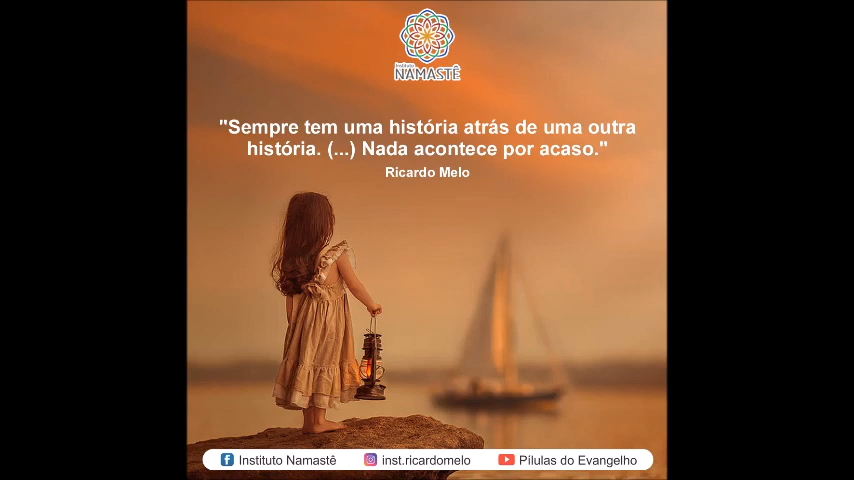 Instituto
NAMASTÊ
"Sempre tem uma história atrás de uma outra
história. (...) Nada acontece por acaso."
Ricardo Melo
Instituto Namastê inst.ricardomelo Pílulas do Evangelho